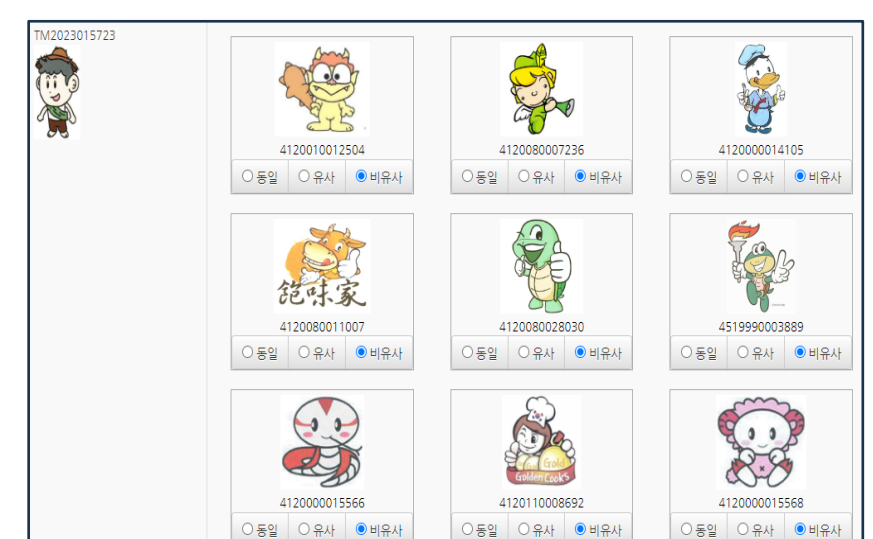 TM2023015723
4120010012504
4120080007236
4120000014105
동일 유사 비유사
동일 유사 비유사
동일 유사 비유사
飽味家
4120080011007
4120080028030
4519990003889
동일 유사 비유사
동일 유사 비유사
동일 유사 비유사
Gold
Golden Cook's
4120000015566
4120110008692
4120000015568
동일 유사 비유사
동일 유사 비유사
동일 유사 비유사